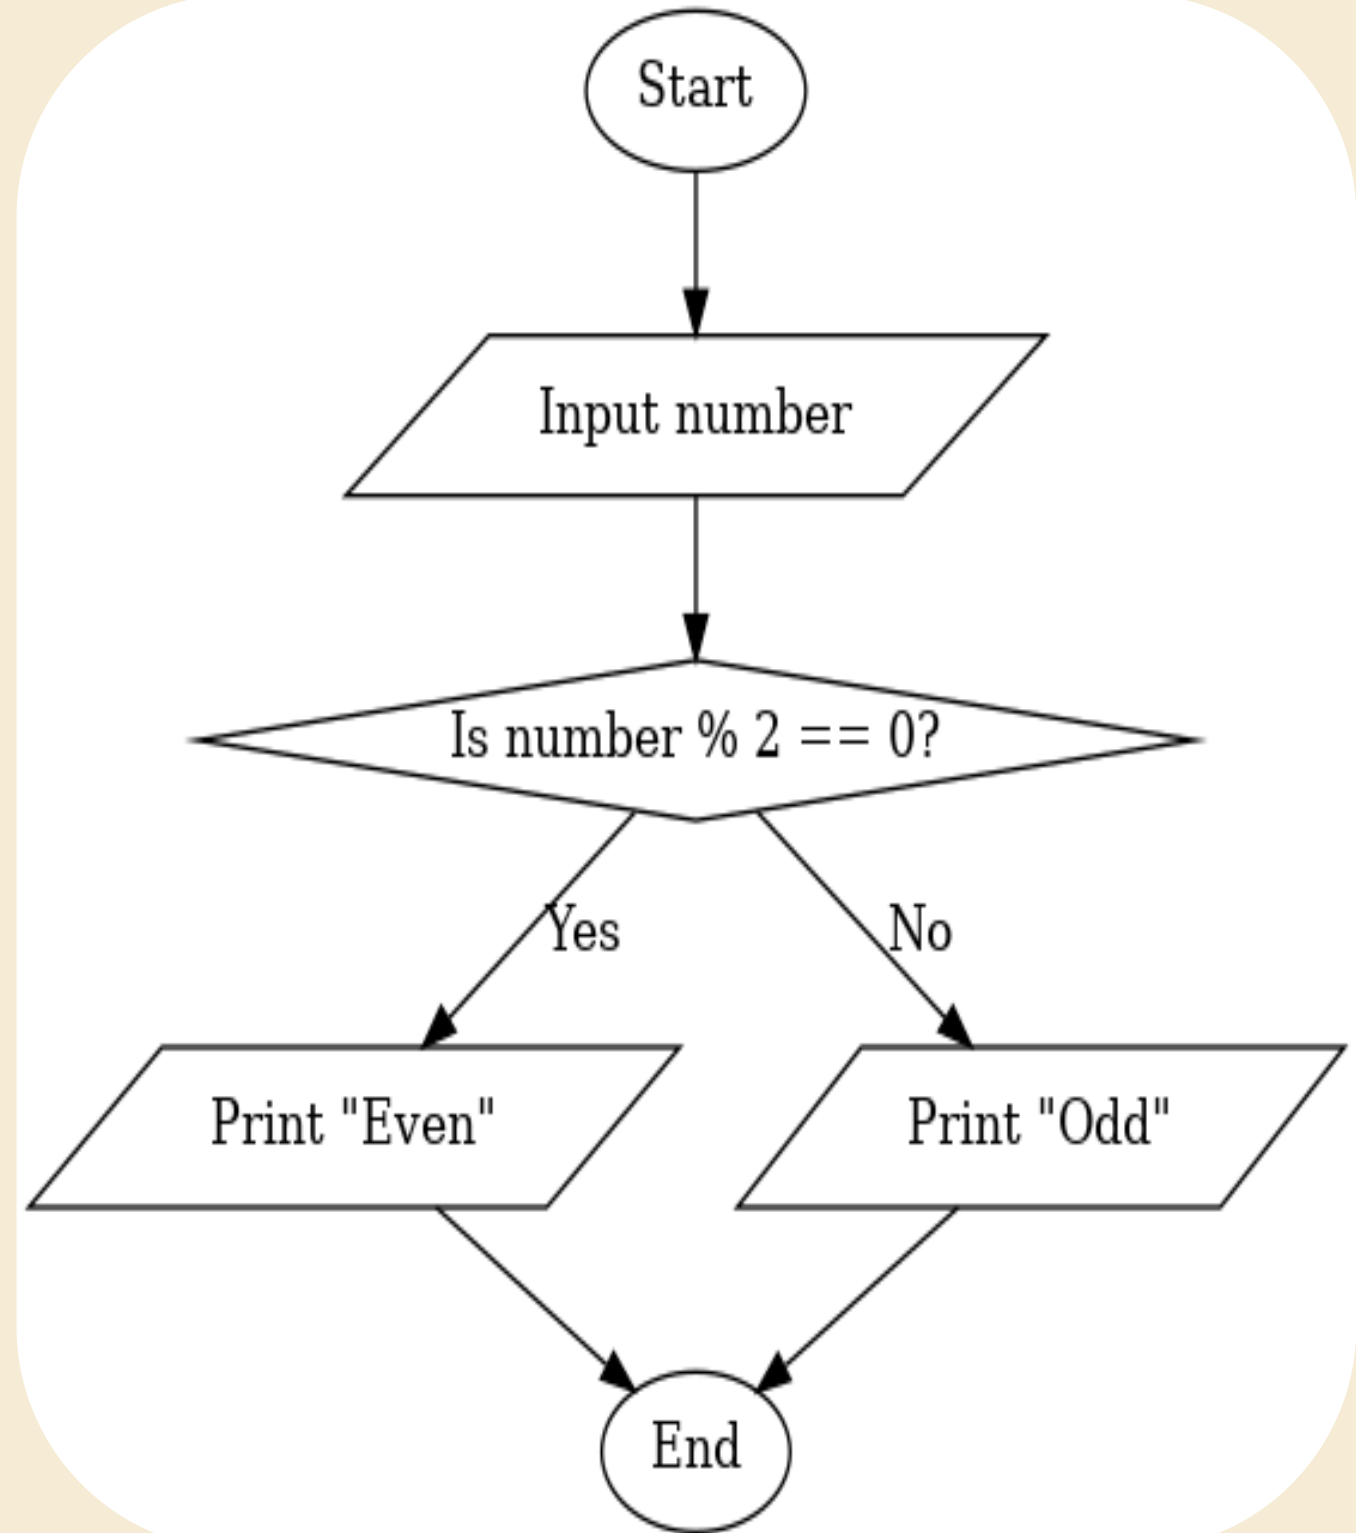 Start
Input number
Is number % 2 == 0?
Yes
No
Print "Even"
Print "Odd"
End